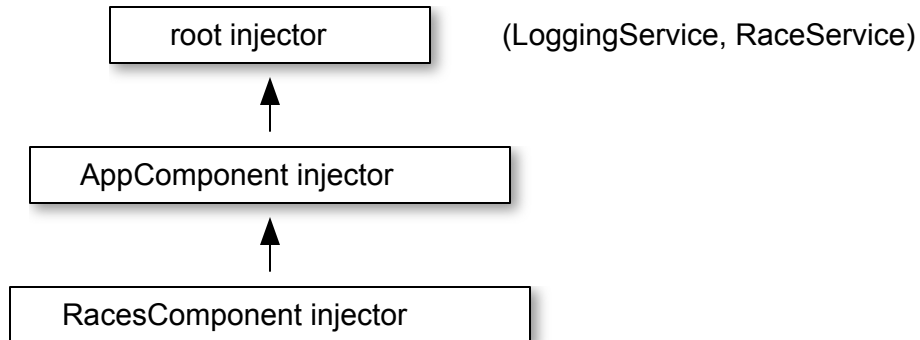 root injector (LoggingService, RaceService)
AppComponent injector
RacesComponent injector